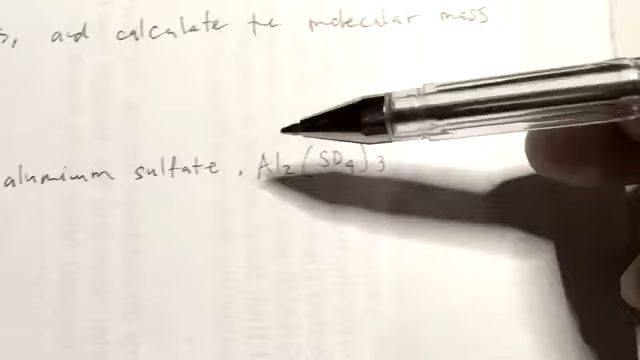 s, and calculate the molecular mass
aluminium sulfate, Al2(SO4)3